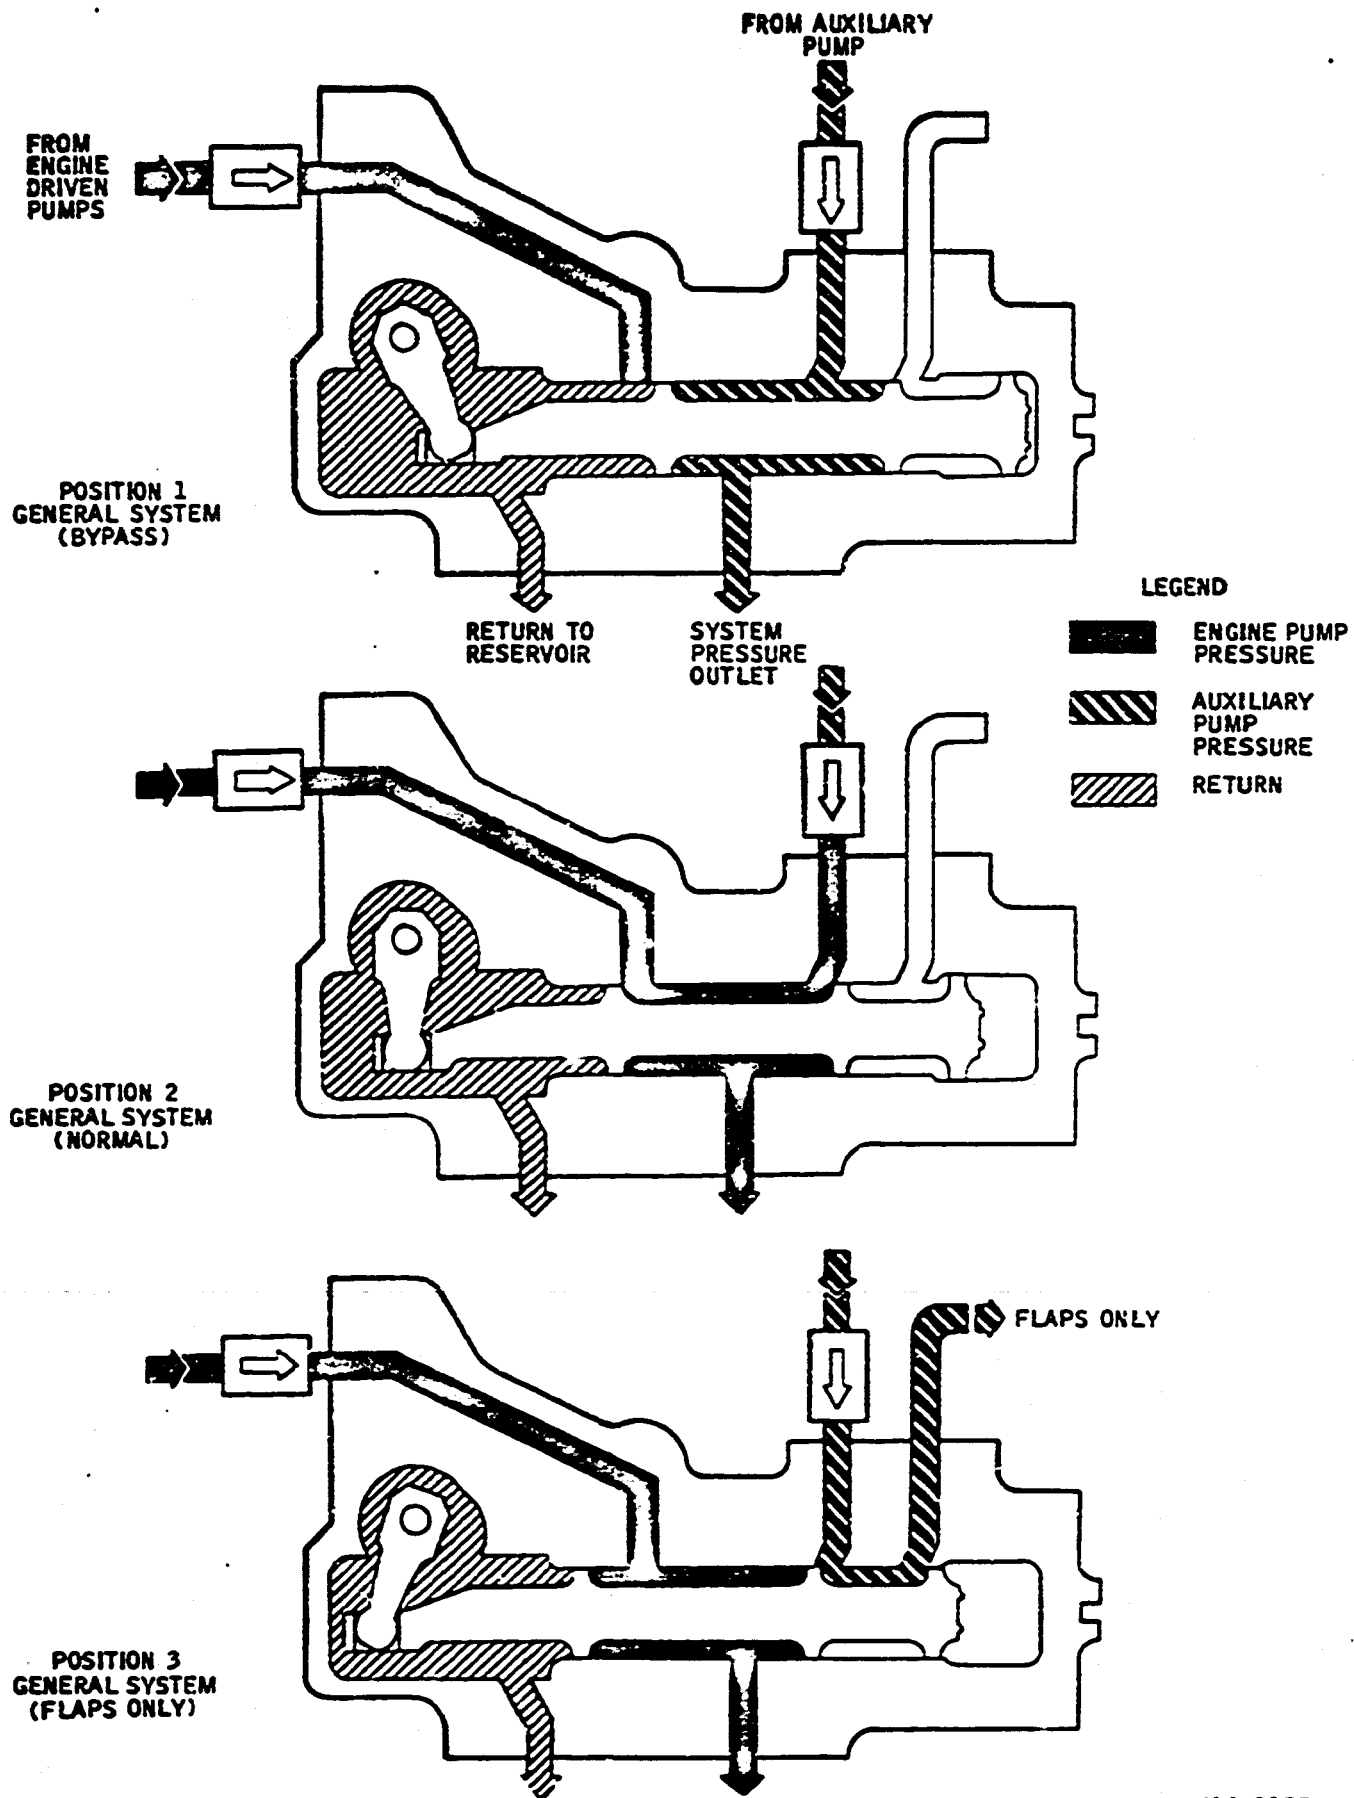 FROM AUXILIARY
PUMP
FROM
ENGINE
DRIVEN
PUMPS
POSITION 1
GENERAL SYSTEM
(BYPASS)
RETURN TO
RESERVOIR
SYSTEM
PRESSURE
OUTLET
LEGEND
ENGINE PUMP
PRESSURE
AUXILIARY
PUMP
PRESSURE
RETURN
POSITION 2
GENERAL SYSTEM
(NORMAL)
FLAPS ONLY
POSITION 3
GENERAL SYSTEM
(FLAPS ONLY)